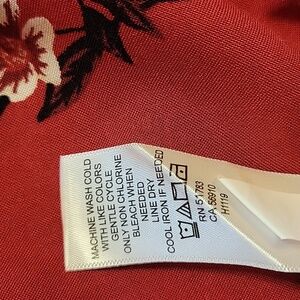 MACHINE WASH COLD
WITH LIKE COLORS
GENTLE CYCLE
ONLY NON CHLORINE
BLEACH WHEN
NEEDED
LINE DRY
COOL IRON IF NEEDED
RN 51783
CA 56910
H1119